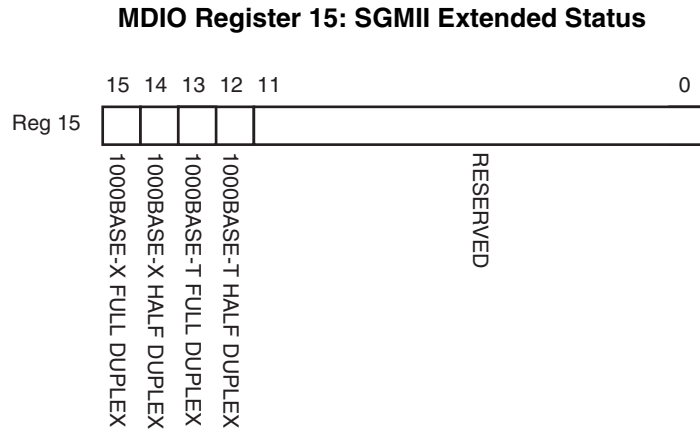 MDIO Register 15: SGMII Extended Status
15 14 13 12 11 0
Reg 15
1000BASE-X FULL DUPLEX
1000BASE-X HALF DUPLEX
1000BASE-T FULL DUPLEX
1000BASE-T HALF DUPLEX
RESERVED